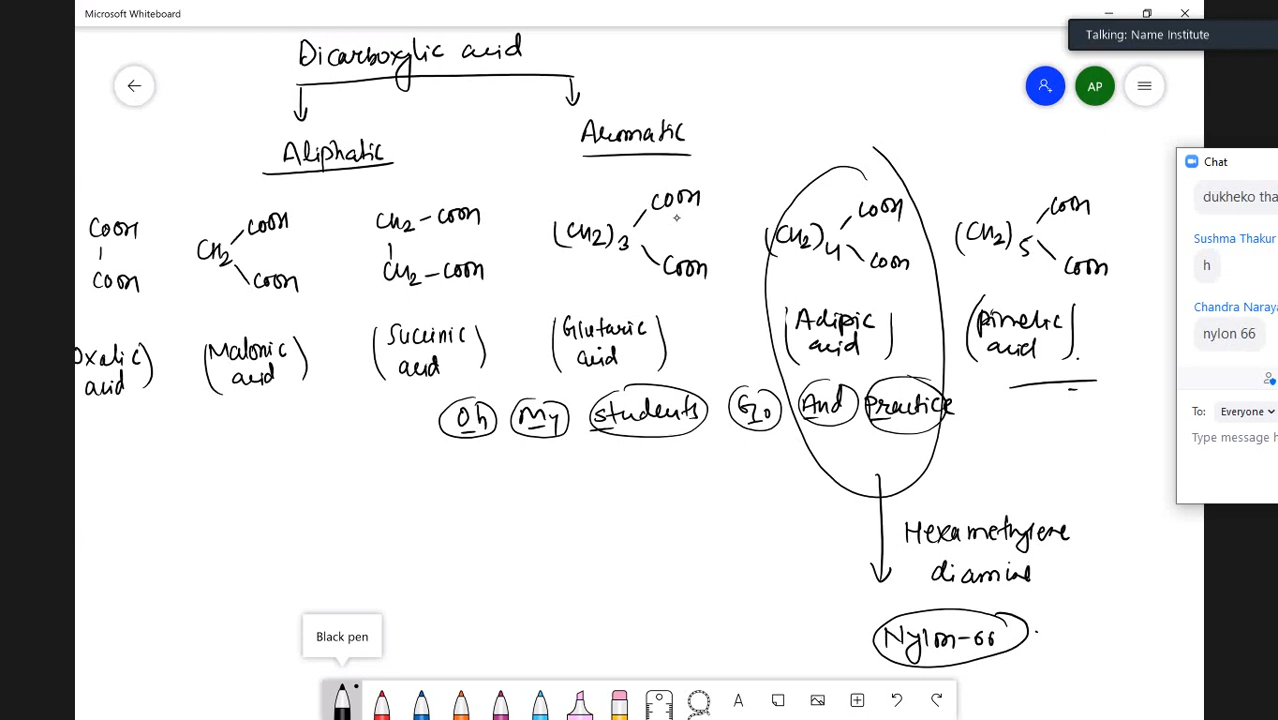 Microsoft Whiteboard
Talking: Name Institute
AP
Dicarboxylic acid
Aliphatic
Aromatic
COOH
COOH
CH2
COOH
COOH
CH2-COOH
CH2-COOH
(CH2)3
COOH
COOH
(CH2)4
COOH
COOH
(CH2)5
COOH
COOH
Oxalic
acid)
(Malonic
acid)
(Succinic
acid)
(Glutaric
acid)
(Adipic
acid)
(pimelic
acid).
Oh My students Go And Practice
Hexamethylene
diamine
Nylon-66
Black pen
A
Chat
dukheko tha
Sushma Thakur
h
Chandra Naraya
nylon 66
To: Everyone
Type message h